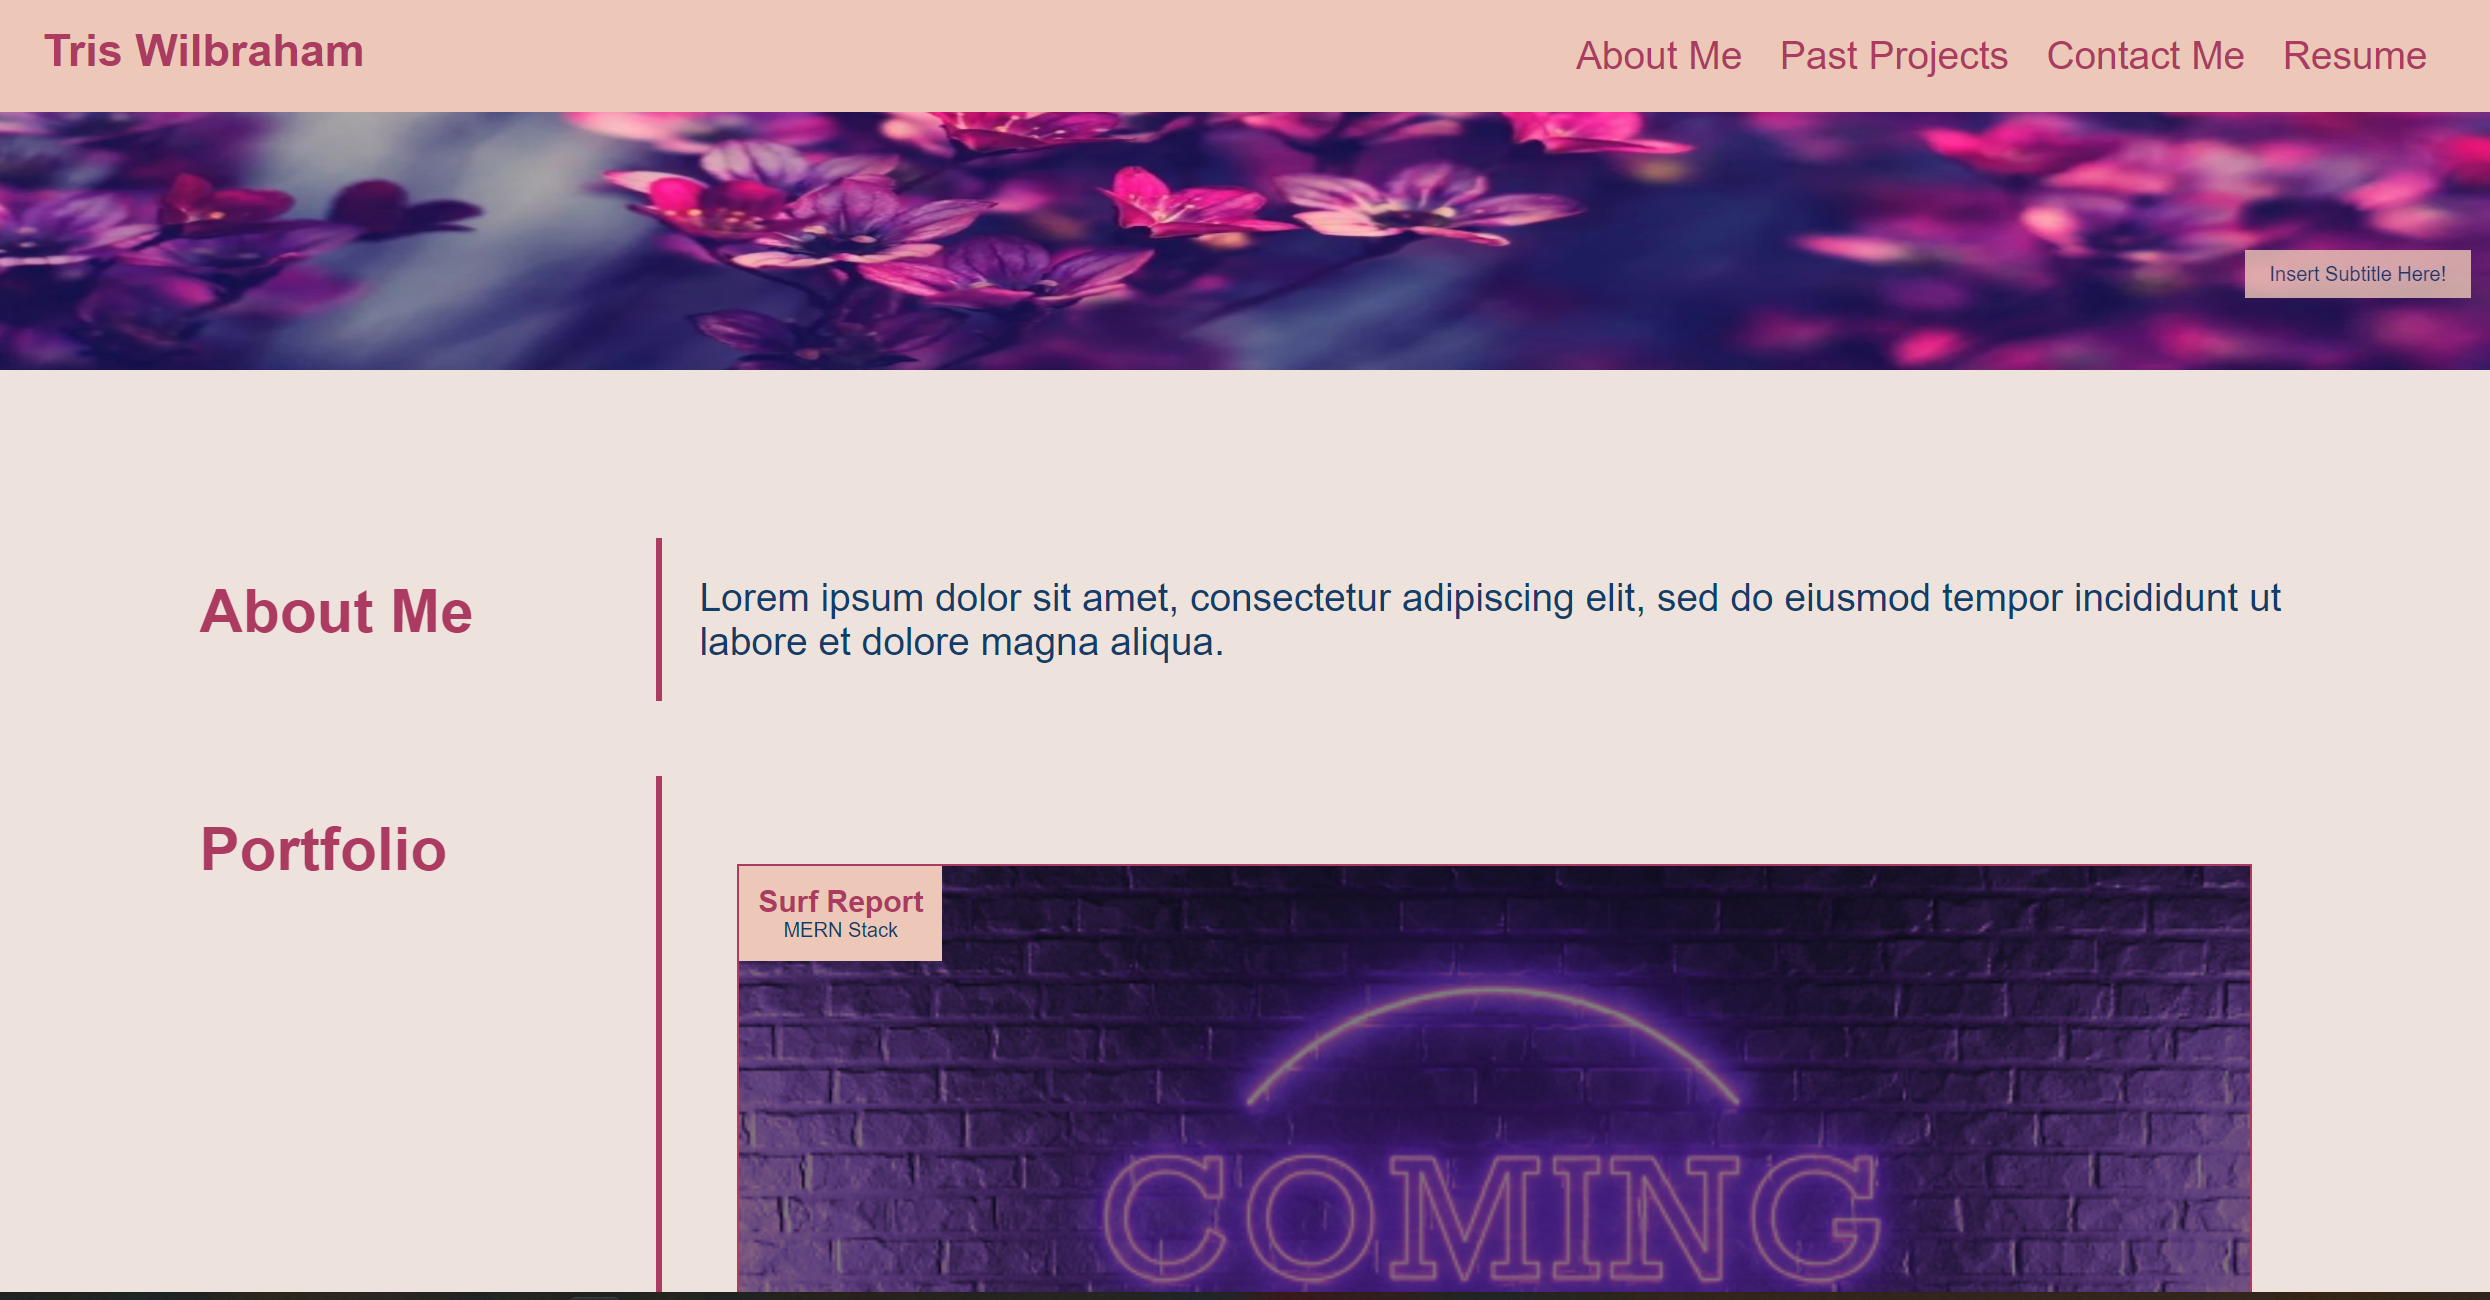 Tris Wilbraham
About Me Past Projects Contact Me Resume
Insert Subtitle Here!
About Me
Lorem ipsum dolor sit amet, consectetur adipiscing elit, sed do eiusmod tempor incididunt ut
labore et dolore magna aliqua.
Portfolio
Surf Report
MERN Stack
COMING